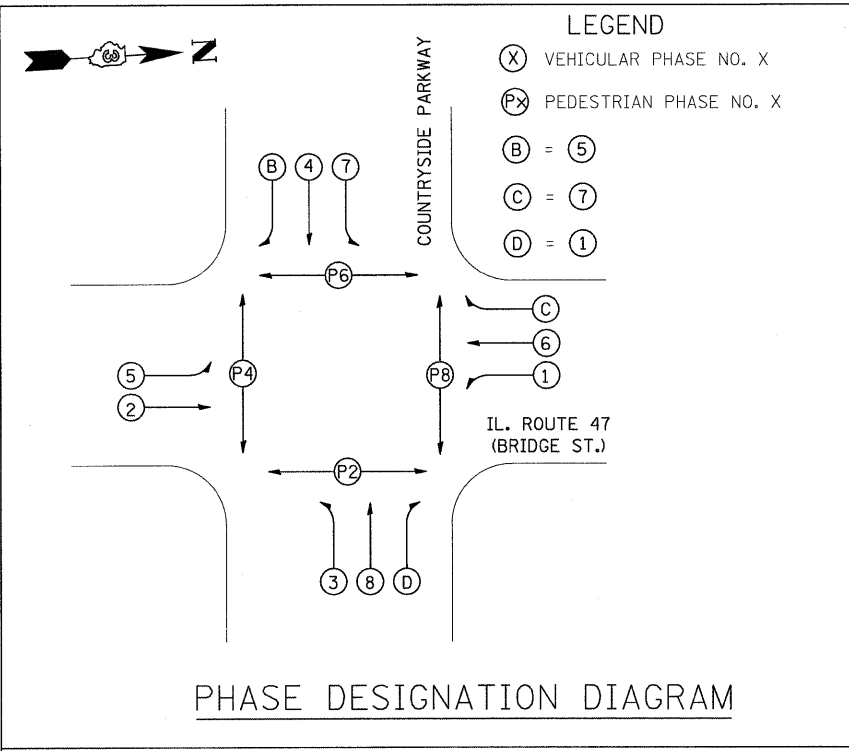 LEGEND
X VEHICULAR PHASE NO. X
Px PEDESTRIAN PHASE NO. X
B = 5
C = 7
D = 1
N
3
COUNTRYSIDE PARKWAY
B 4 7
P6
C
6
1
5
2
P4
P8
IL. ROUTE 47
(BRIDGE ST.)
P2
3 8 D
PHASE DESIGNATION DIAGRAM